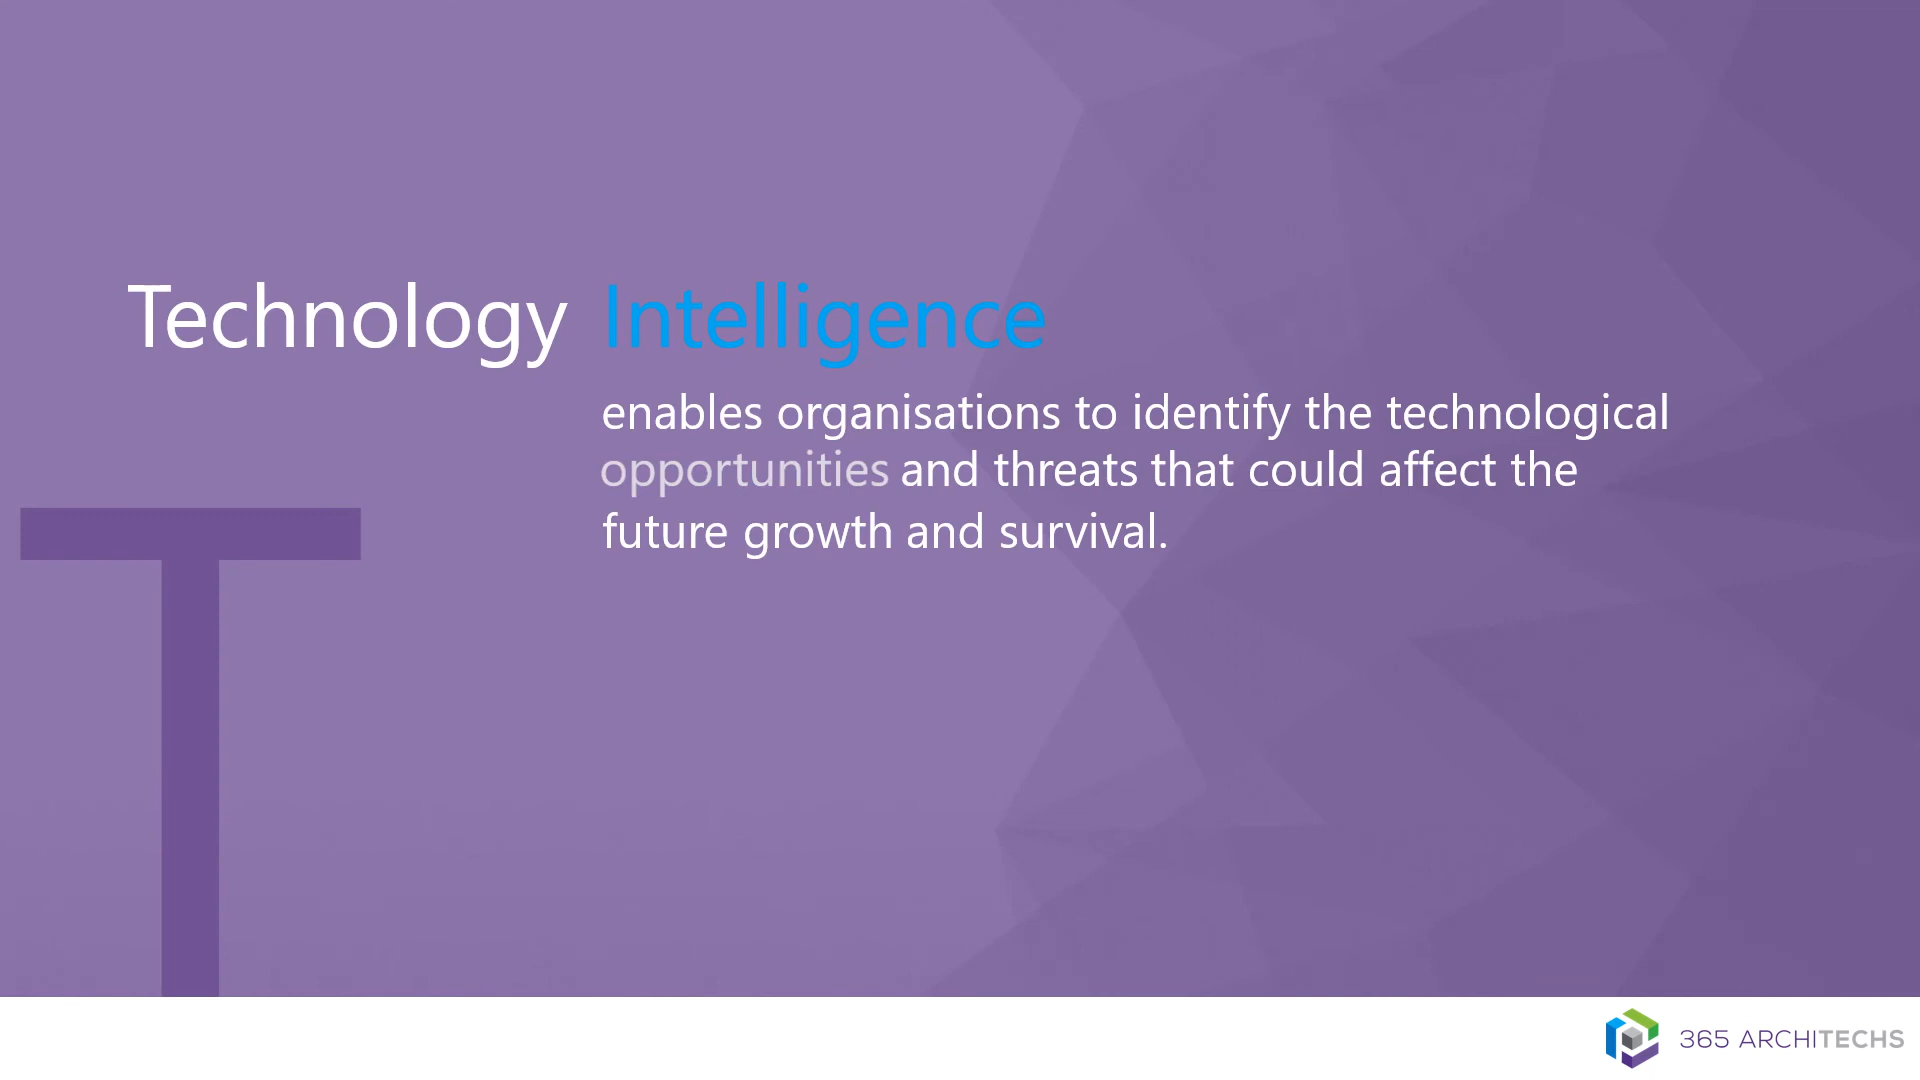 Technology Intelligence
enables organisations to identify the technological
opportunities and threats that could affect the
future growth and survival.
T
365 ARCHITECHS